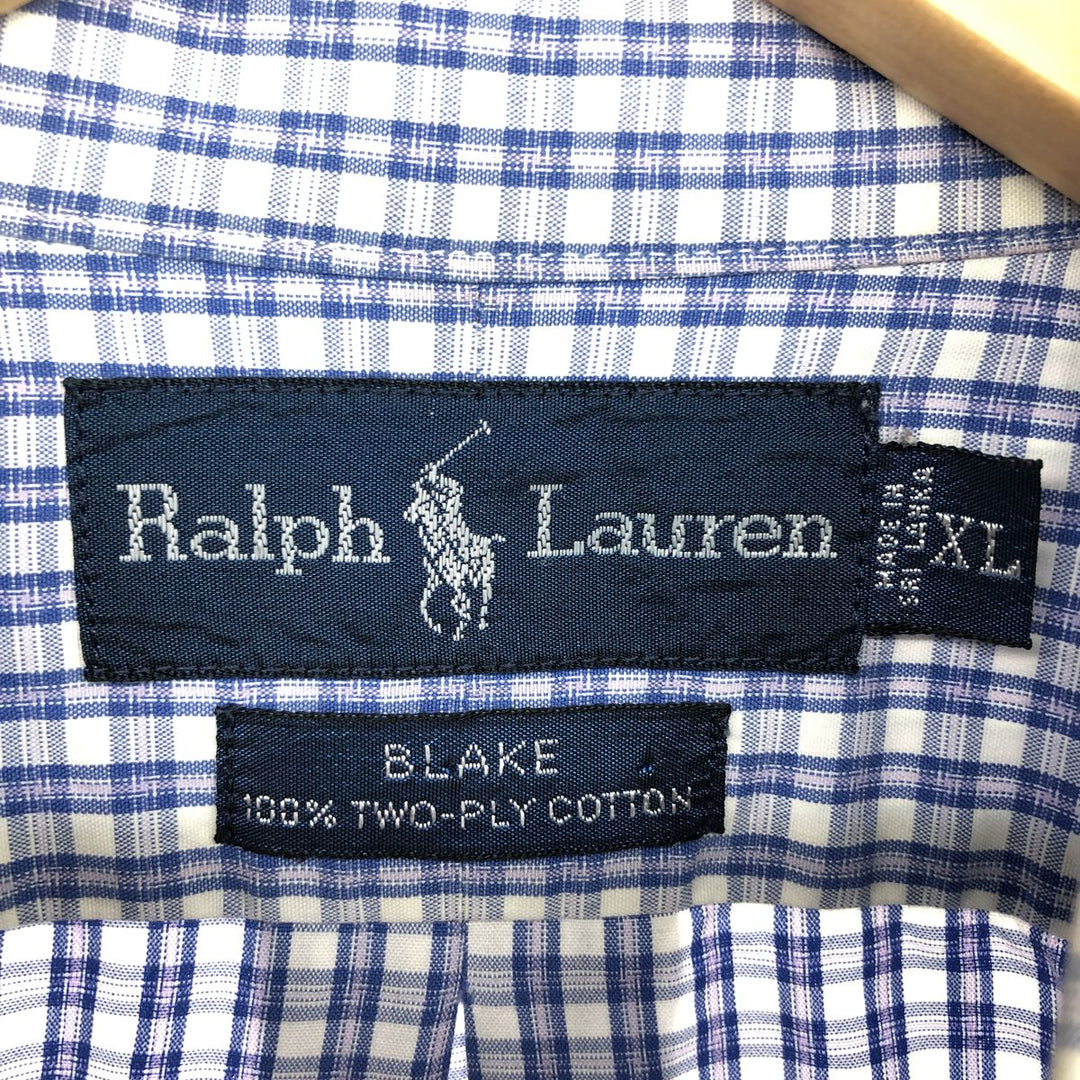 Ralph Lauren
MADE IN
SRI LANKA
XL
BLAKE
100% TWO-PLY COTTON